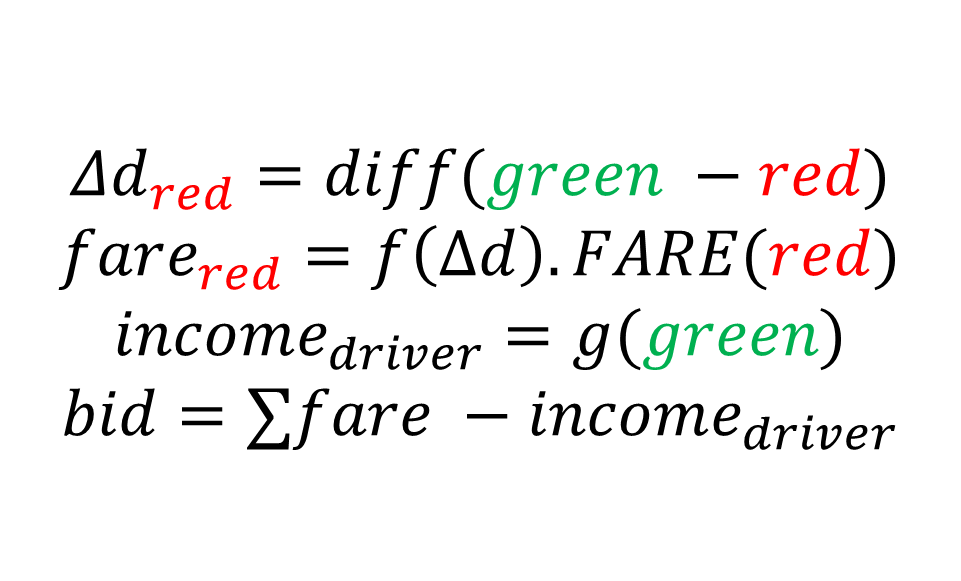 Δd_red = diff(green − red)
fare_red = f(Δd).FARE(red)
income_driver = g(green)
bid = ∑fare − income_driver